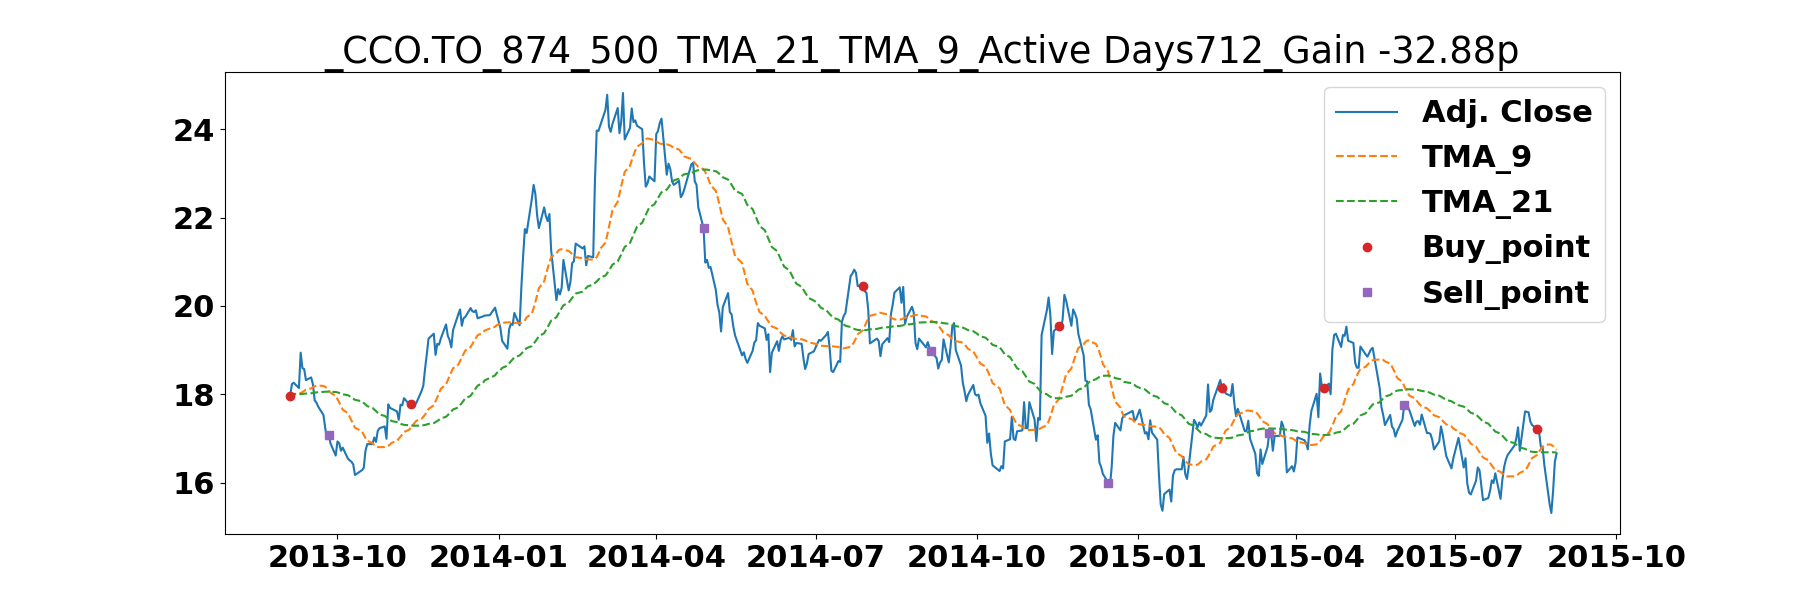 _CCO.TO_874_500_TMA_21_TMA_9_Active Days712_Gain -32.88p
Adj. Close
TMA_9
TMA_21
Buy_point
Sell_point
24
22
20
18
16
2013-10 2014-01 2014-04 2014-07 2014-10 2015-01 2015-04 2015-07 2015-10